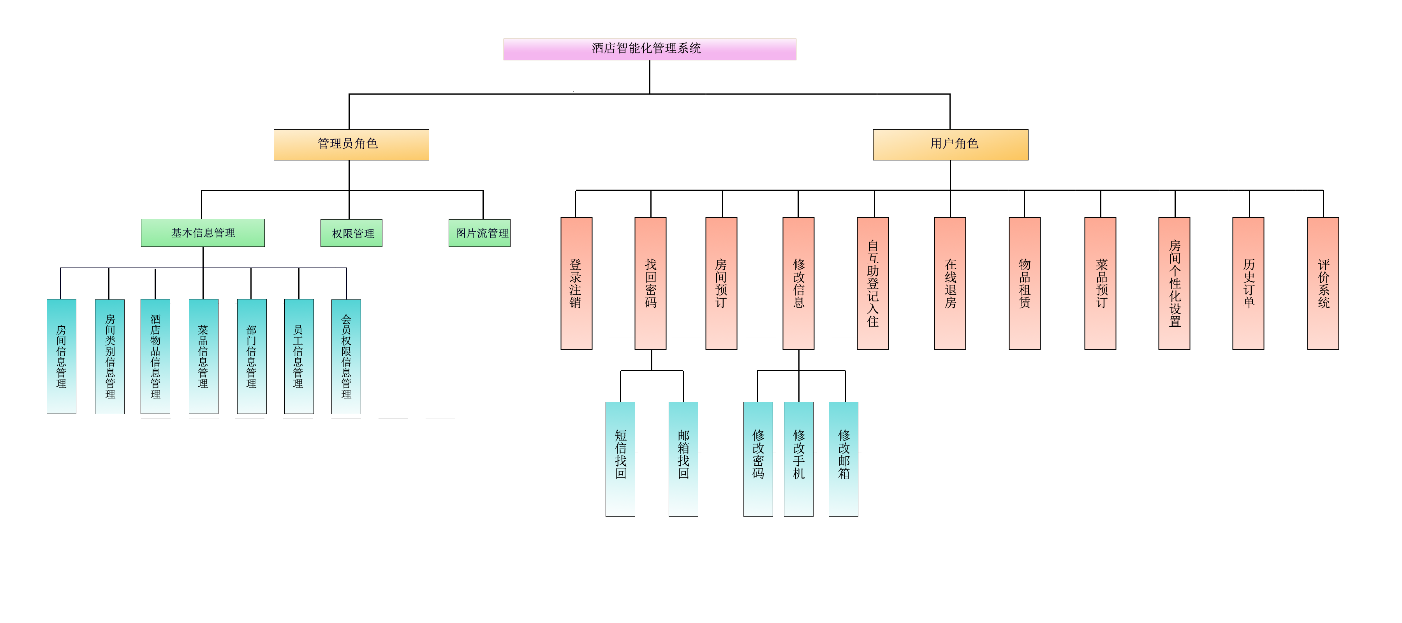 酒店智能化管理系统
管理员角色
用户角色
基本信息管理
权限管理
图片流管理
登录注销
找回密码
房间预订
修改信息
自互助登记入住
在线退房
物品租赁
菜品预订
房间个性化设置
历史订单
评价系统
房间信息管理
房间类别信息管理
酒店物品信息管理
菜品信息管理
部门信息管理
员工信息管理
会员权限信息管理
短信找回
邮箱找回
修改密码
修改手机
修改邮箱